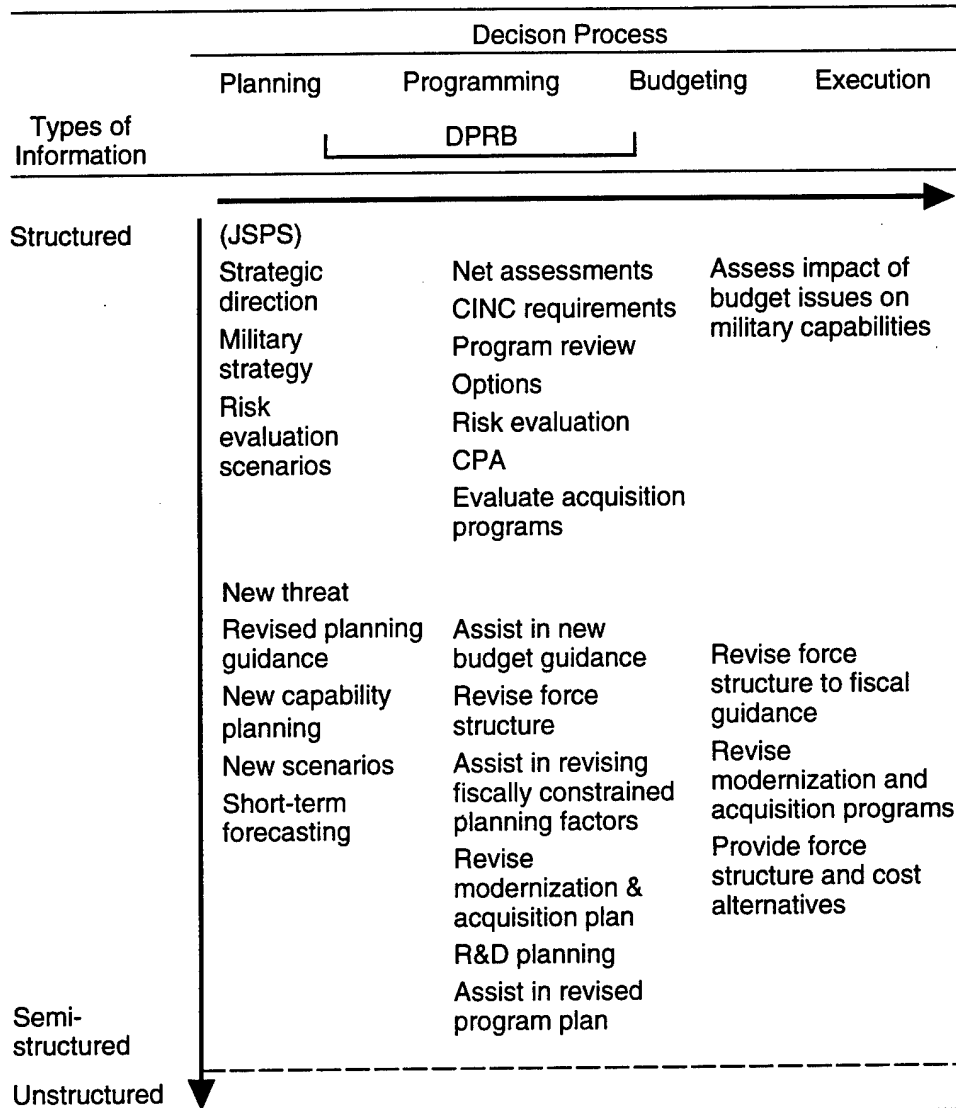 Decison Process
Planning Programming Budgeting Execution
Types of
Information
DPRB
Structured
(JSPS)
Strategic
direction
Military
strategy
Risk
evaluation
scenarios
Net assessments
CINC requirements
Program review
Options
Risk evaluation
CPA
Evaluate acquisition
programs
Assess impact of
budget issues on
military capabilities
New threat
Revised planning
guidance
New capability
planning
New scenarios
Short-term
forecasting
Assist in new
budget guidance
Revise force
structure
Assist in revising
fiscally constrained
planning factors
Revise
modernization &
acquisition plan
R&D planning
Assist in revised
program plan
Revise force
structure to fiscal
guidance
Revise
modernization and
acquisition programs
Provide force
structure and cost
alternatives
Semi-
structured
Unstructured